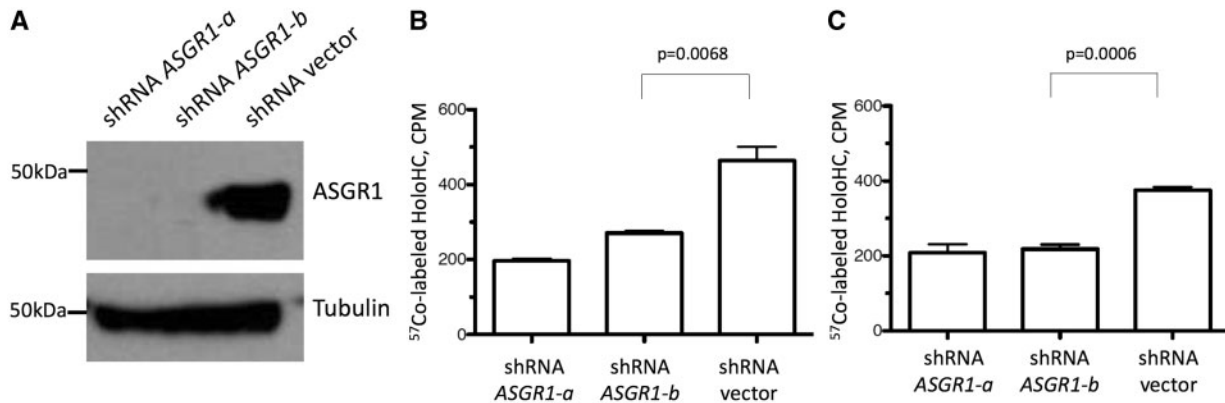 A
shRNA ASGR1-a
shRNA ASGR1-b
shRNA vector
50kDa
ASGR1
50kDa
Tubulin
B
p=0.0068
57Co-labeled HoloHC, CPM
600
400
200
0
shRNA
ASGR1-a
shRNA
ASGR1-b
shRNA
vector
C
p=0.0006
57Co-labeled HoloHC, CPM
600
400
200
0
shRNA
ASGR1-a
shRNA
ASGR1-b
shRNA
vector